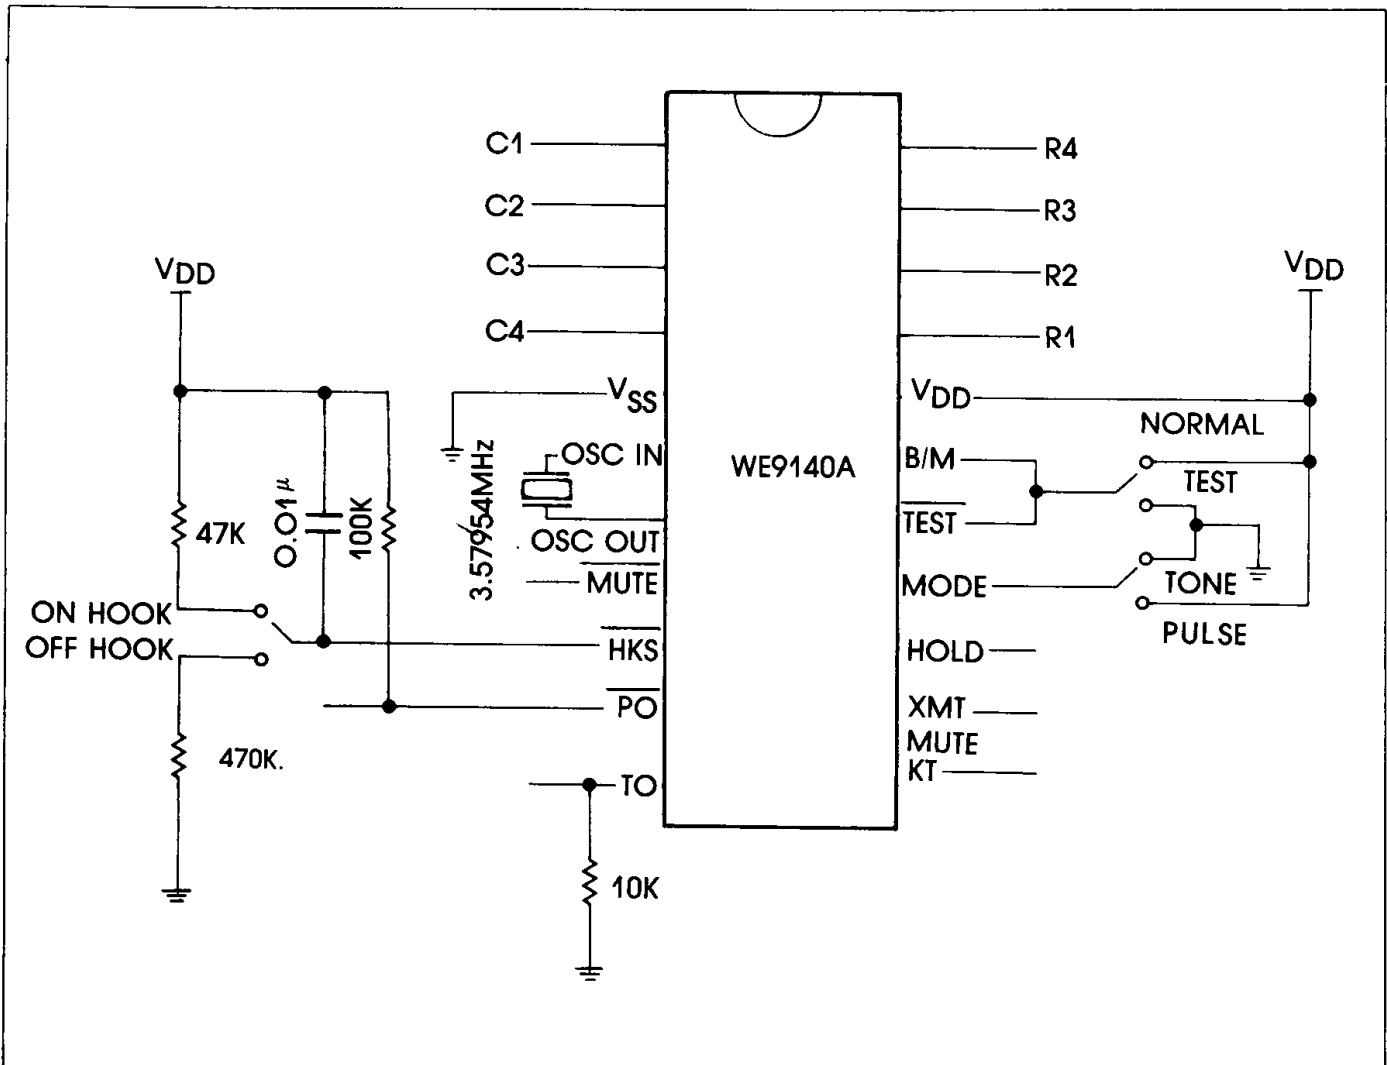 C1
C2
C3
C4
R4
R3
R2
R1
VDD
VDD
VSS
OSC IN
OSC OUT
MUTE
HKS
PO
TO
WE9140A
VDD
B/M
TEST
MODE
HOLD
XMT
MUTE
KT
NORMAL
TEST
TONE
PULSE
3.57954MHz
47K
0.01μ
100K
ON HOOK
OFF HOOK
470K.
10K